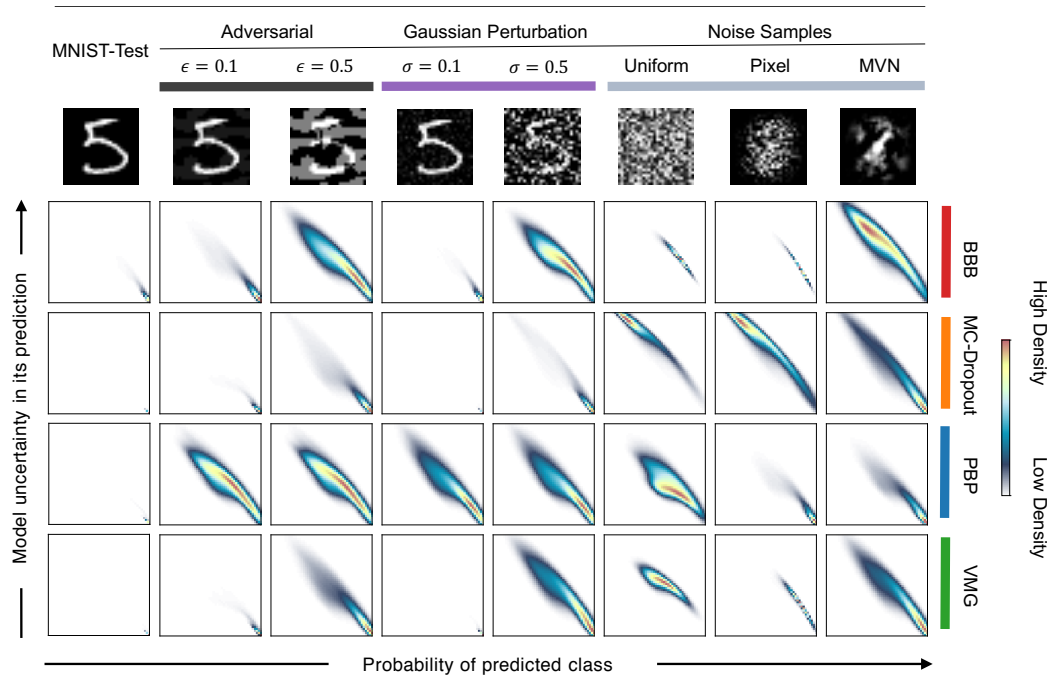 Adversarial Gaussian Perturbation Noise Samples
MNIST-Test
ϵ = 0.1 ϵ = 0.5 σ = 0.1 σ = 0.5 Uniform Pixel MVN
BBB
MC-Dropout
PBP
VMG
Model uncertainty in its prediction
High Density
Low Density
Probability of predicted class